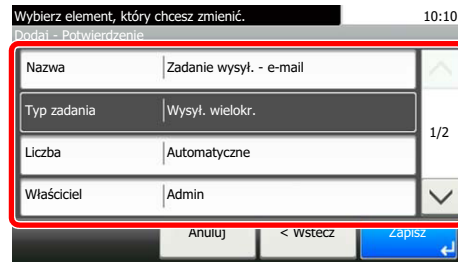 Wybierz element, który chcesz zmienić. 10:10
Dodaj - Potwierdzenie
Nazwa Zadanie wysył. - e-mail
Typ zadania Wysył. wielokr.
1/2
Liczba Automatyczne
Właściciel Admin
Anuluj < Wstecz Zapisz